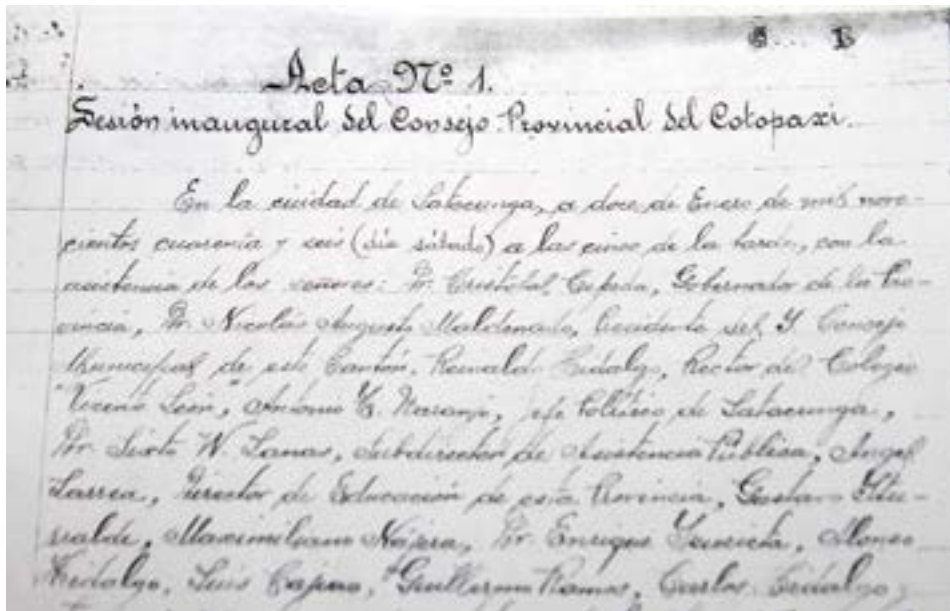 Acta Nº 1.
Sesión inaugural del Consejo Provincial del Cotopaxi.
En la ciudad de Latacunga, a doce de Enero de mil nove-
cientos cuarenta y seis (día sábado) a las cinco de la tarde, con la
asistencia de los señores: Dr. Cristóbal Cepeda, Gobernador de la Pro-
vincia, Dr. Nicolás Augusto Maldonado, Presidente del I. Concejo
Municipal de este Cantón, Reinaldo Hidalgo, Rector del Colegio
"Vicente León", Antonio E. Naranjo, Jefe Político de Latacunga,
Dr. Sixto W. Lanas, Subdirector de Asistencia Pública, Angel
Larrea, Director de Educación de esta Provincia, Gustavo Itu-
rralde, Maximiliano Nájera, Dr. Enrique Alonso
Hidalgo, Luis Guillermo Ramos, Carlos Hidalgo,